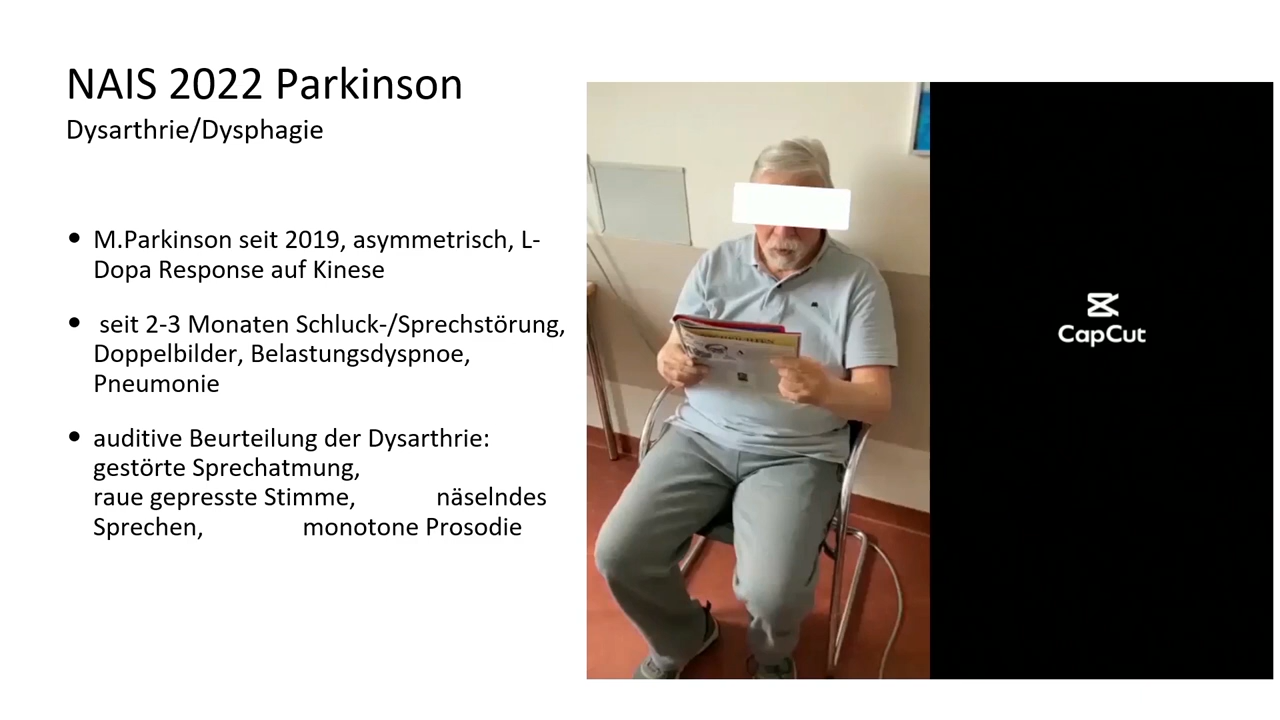 NAIS 2022 Parkinson
Dysarthrie/Dysphagie
• M.Parkinson seit 2019, asymmetrisch, L-
Dopa Response auf Kinese
• seit 2-3 Monaten Schluck-/Sprechstörung,
Doppelbilder, Belastungsdyspnoe,
Pneumonie
• auditive Beurteilung der Dysarthrie:
gestörte Sprechatmung,
raue gepresste Stimme, näselndes
Sprechen, monotone Prosodie
CapCut